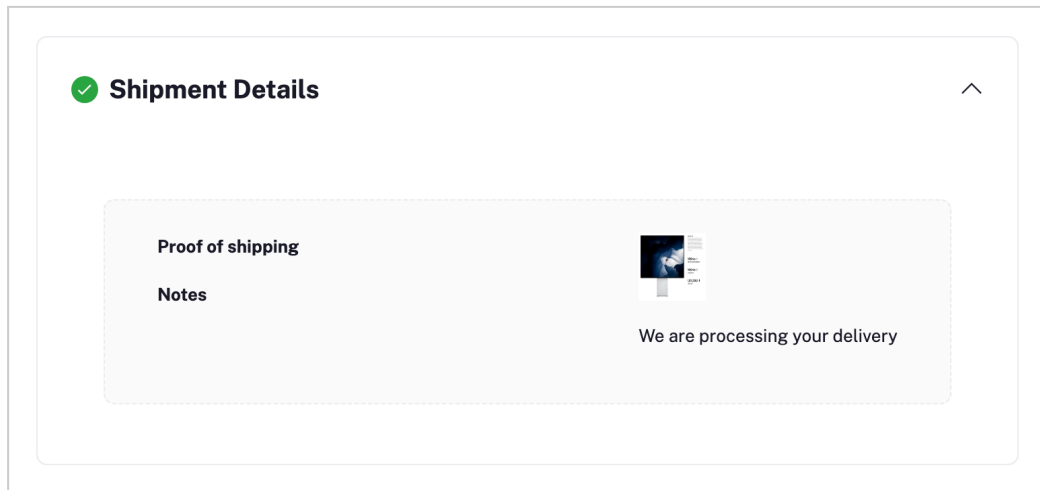 Shipment Details
Proof of shipping
Notes
We are processing your delivery